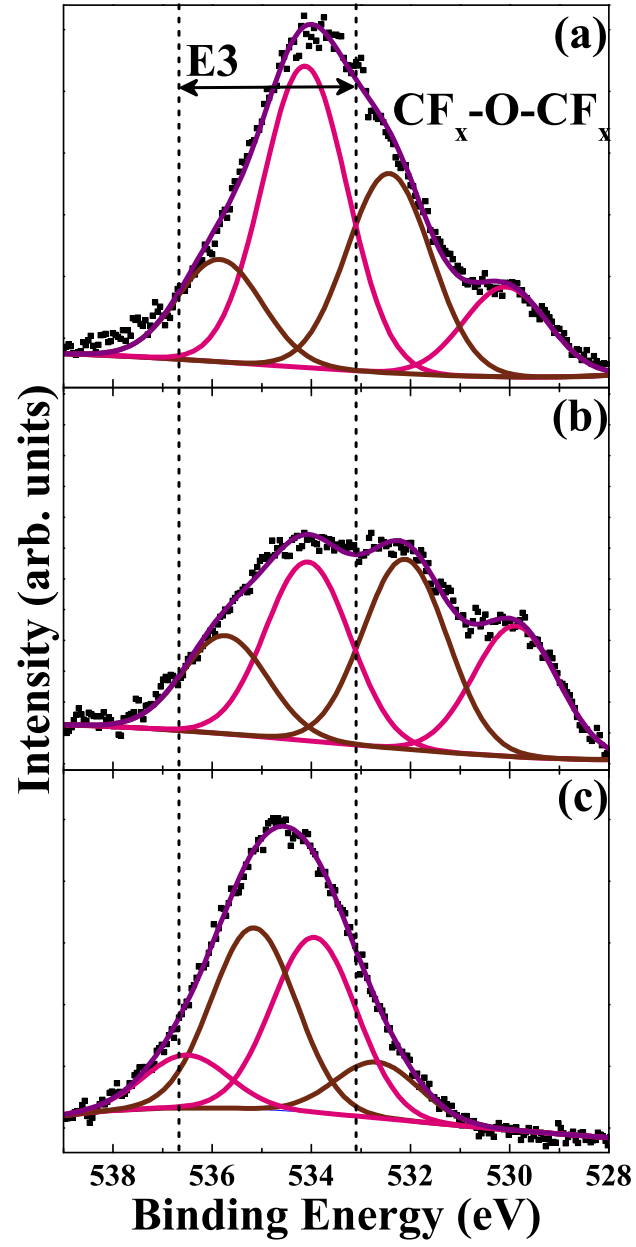 (a)
E3
CFₓ-O-CFₓ
(b)
(c)
Intensity (arb. units)
538 536 534 532 530 528
Binding Energy (eV)